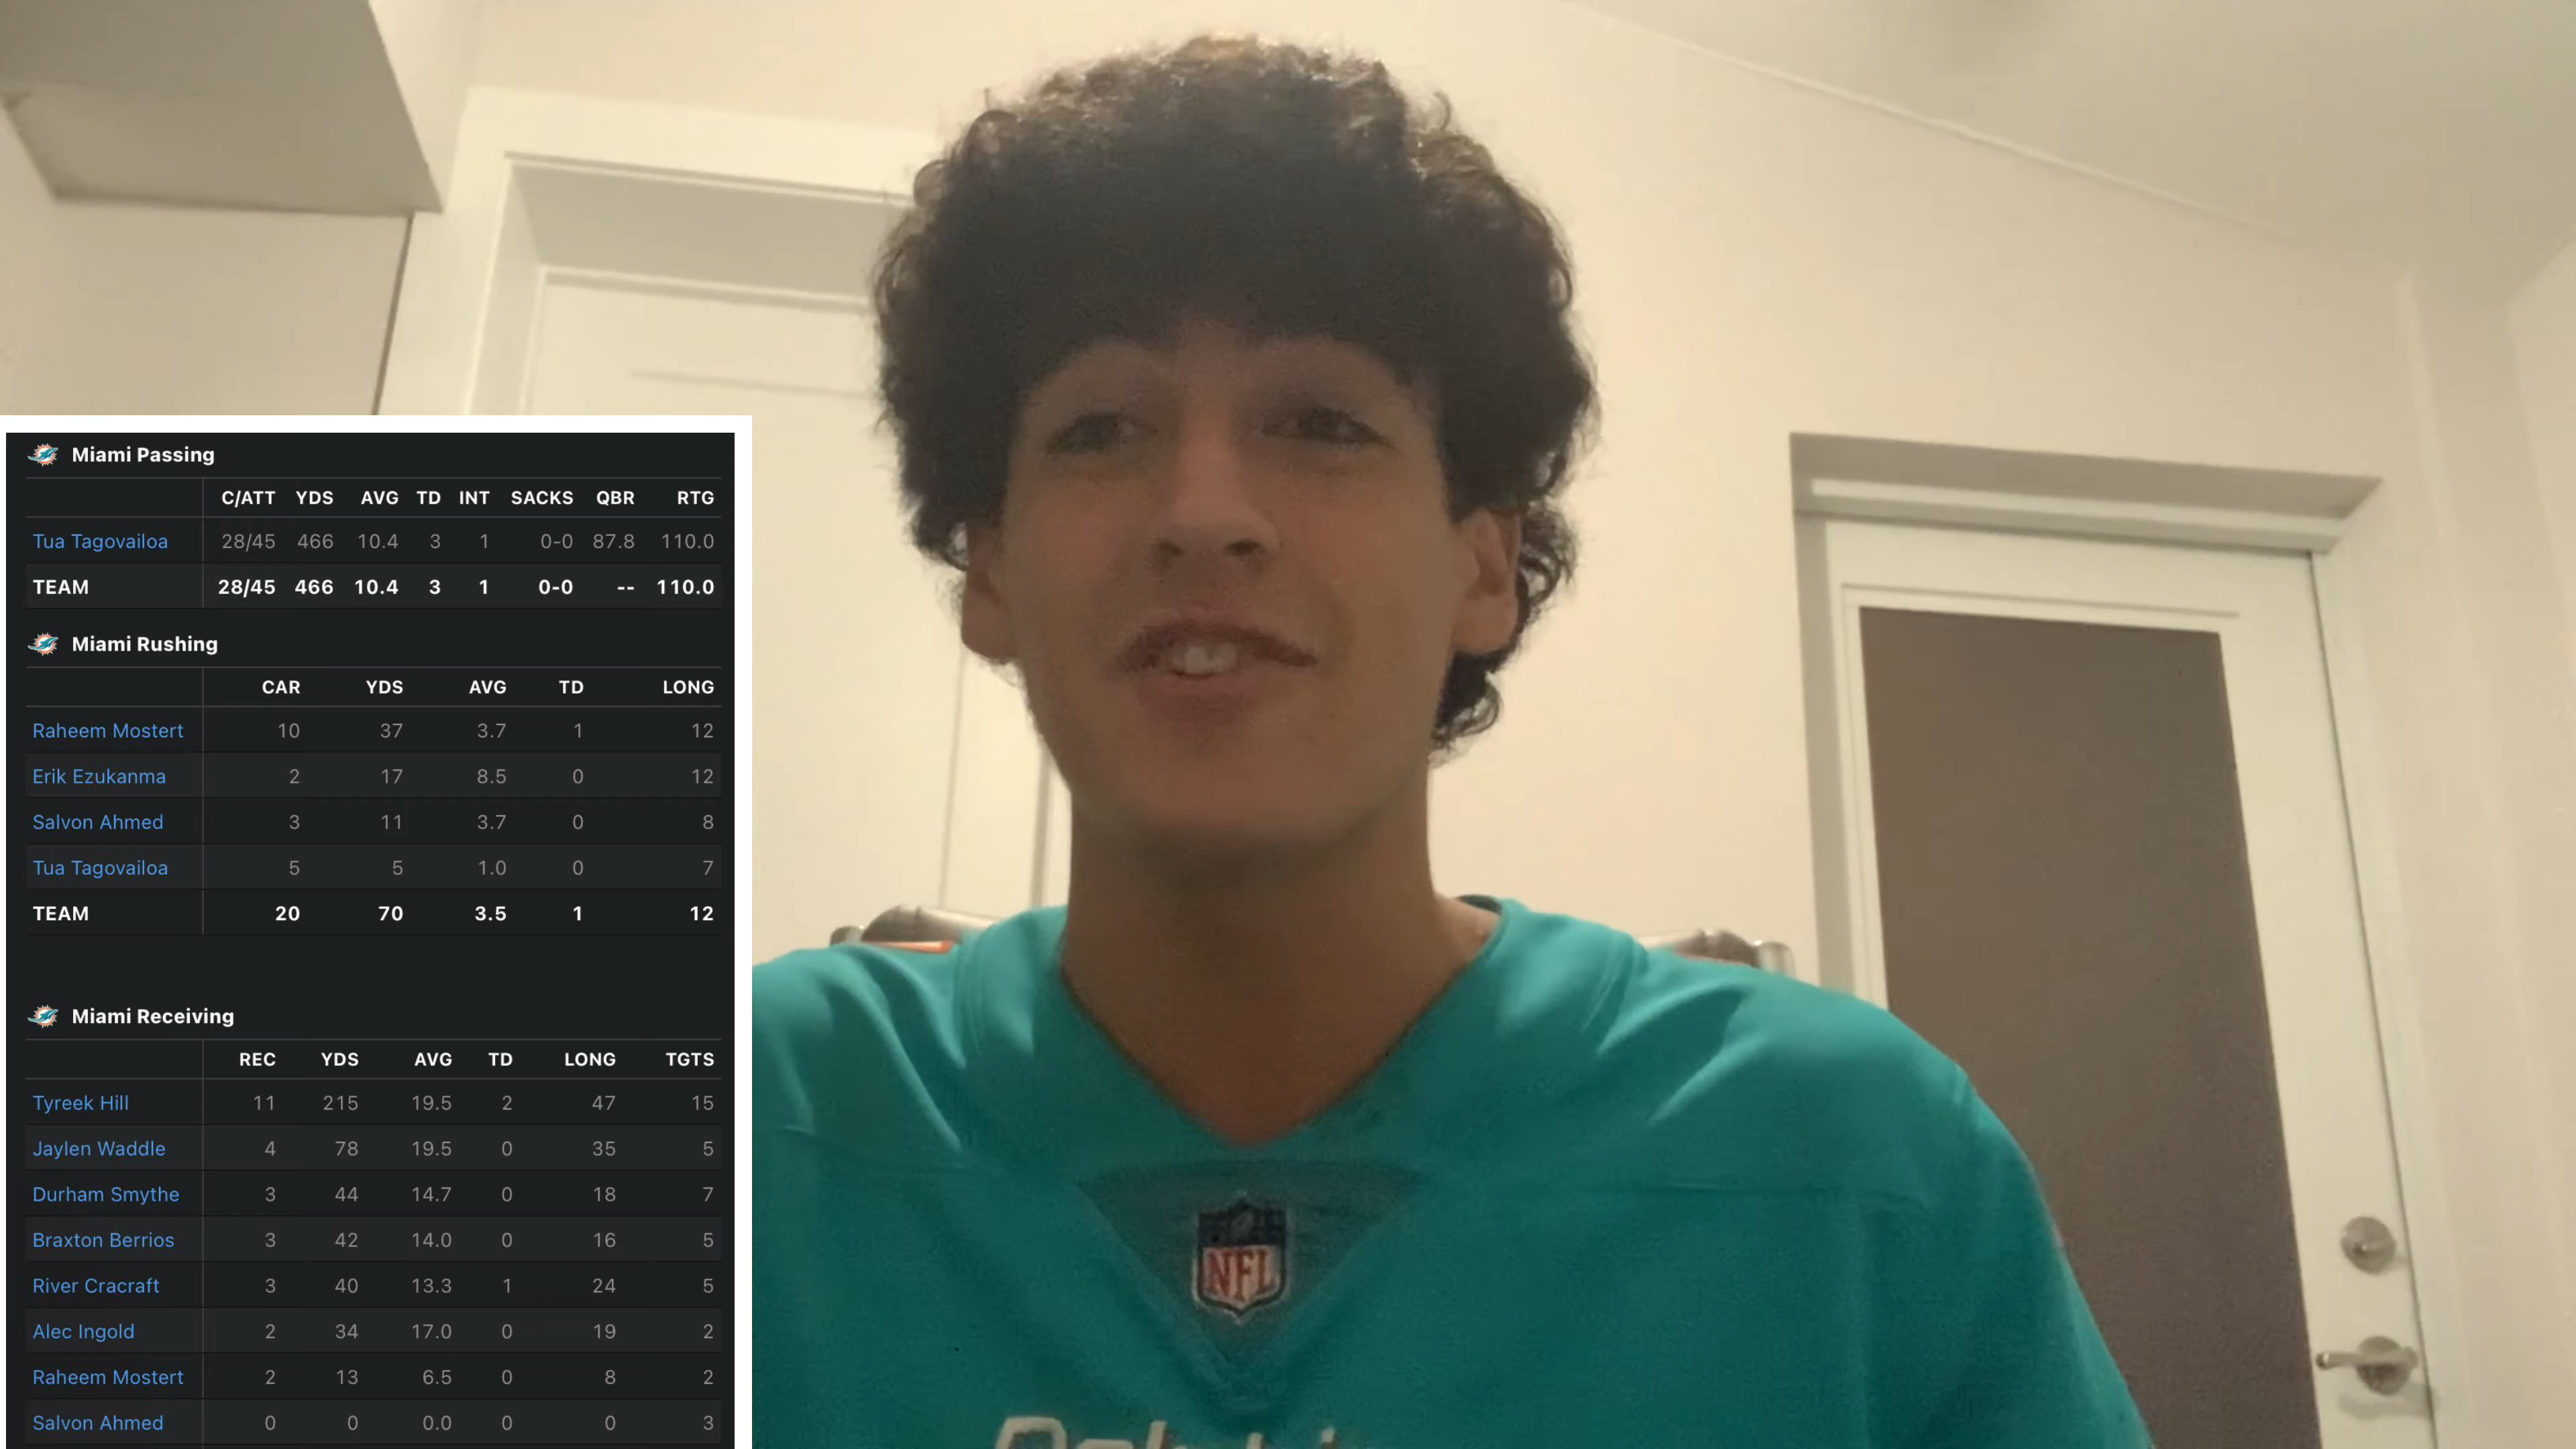 Miami Passing
C/ATT YDS AVG TD INT SACKS QBR RTG
Tua Tagovailoa 28/45 466 10.4 3 1 0-0 87.8 110.0
TEAM 28/45 466 10.4 3 1 0-0 -- 110.0
Miami Rushing
CAR YDS AVG TD LONG
Raheem Mostert 10 37 3.7 1 12
Erik Ezukanma 2 17 8.5 0 12
Salvon Ahmed 3 11 3.7 0 8
Tua Tagovailoa 5 5 1.0 0 7
TEAM 20 70 3.5 1 12
Miami Receiving
REC YDS AVG TD LONG TGTS
Tyreek Hill 11 215 19.5 2 47 15
Jaylen Waddle 4 78 19.5 0 35 5
Durham Smythe 3 44 14.7 0 18 7
Braxton Berrios 3 42 14.0 0 16 5
River Cracraft 3 40 13.3 1 24 5
Alec Ingold 2 34 17.0 0 19 2
Raheem Mostert 2 13 6.5 0 8 2
Salvon Ahmed 0 0 0.0 0 0 3
NFL